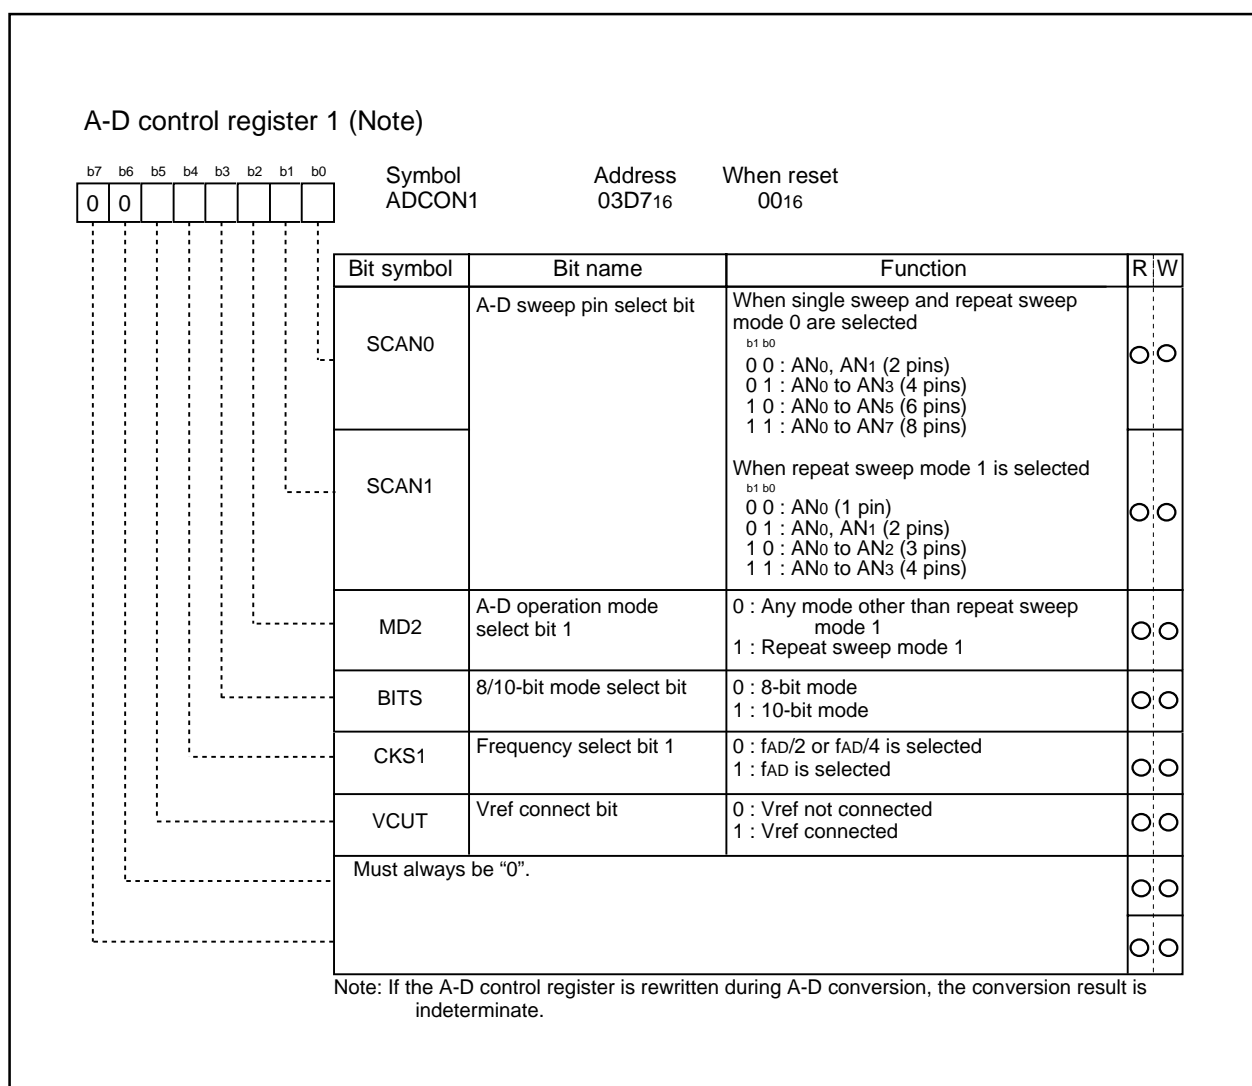 A-D control register 1 (Note)
b7 b6 b5 b4 b3 b2 b1 b0
0 0
Symbol Address When reset
ADCON1 03D716 0016
Bit symbol Bit name Function R W
SCAN0
A-D sweep pin select bit
When single sweep and repeat sweep
mode 0 are selected
b1 b0
0 0 : AN0, AN1 (2 pins)
0 1 : AN0 to AN3 (4 pins)
1 0 : AN0 to AN5 (6 pins)
1 1 : AN0 to AN7 (8 pins)
SCAN1
When repeat sweep mode 1 is selected
b1 b0
0 0 : AN0 (1 pin)
0 1 : AN0, AN1 (2 pins)
1 0 : AN0 to AN2 (3 pins)
1 1 : AN0 to AN3 (4 pins)
MD2
A-D operation mode
select bit 1
0 : Any mode other than repeat sweep
mode 1
1 : Repeat sweep mode 1
BITS
8/10-bit mode select bit
0 : 8-bit mode
1 : 10-bit mode
CKS1
Frequency select bit 1
0 : fAD/2 or fAD/4 is selected
1 : fAD is selected
VCUT
Vref connect bit
0 : Vref not connected
1 : Vref connected
Must always be “0”.
Note: If the A-D control register is rewritten during A-D conversion, the conversion result is
indeterminate.